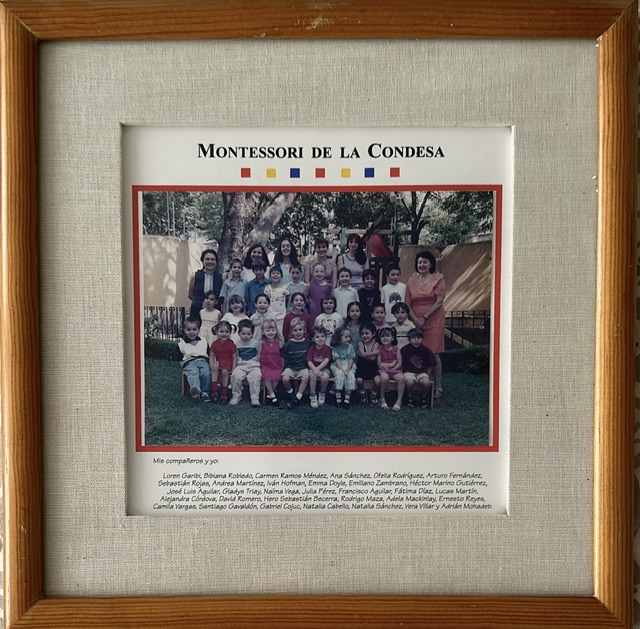 MONTESSORI DE LA CONDESA
Mis compañeros y yo:
Loren Garibi, Bibiana Robledo, Carmen Ramos Méndez, Ana Sánchez, Ofelia Rodríguez, Arturo Fernández,
Sebastián Rojas, Andrea Martínez, Iván Hofman, Emma Doyle, Emiliano Zambrano, Héctor Marino Gutiérrez,
José Luis Aguilar, Gladys Triay, Naíma Vega, Julia Pérez, Francisco Aguilar, Fátima Díaz, Lucas Martín,
Alejandra Córdova, David Romero, Hero Sebastián Becerra, Rodrigo Maza, Adela Mackinlay, Ernesto Reyes,
Camila Vargas, Santiago Gavaldón, Gabriel Cojuc, Natalia Cabello, Natalia Sánchez, Vera Villar y Adrián Mohadeb